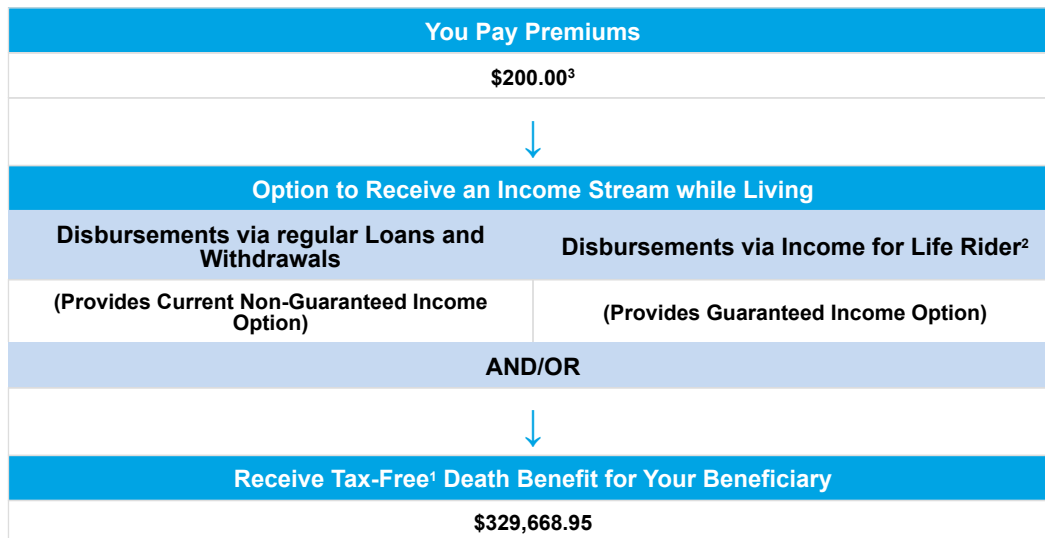 You Pay Premiums
$200.00³
↓
Option to Receive an Income Stream while Living
Disbursements via regular Loans and
Withdrawals
Disbursements via Income for Life Rider²
(Provides Current Non-Guaranteed Income
Option)
(Provides Guaranteed Income Option)
AND/OR
↓
Receive Tax-Free¹ Death Benefit for Your Beneficiary
$329,668.95